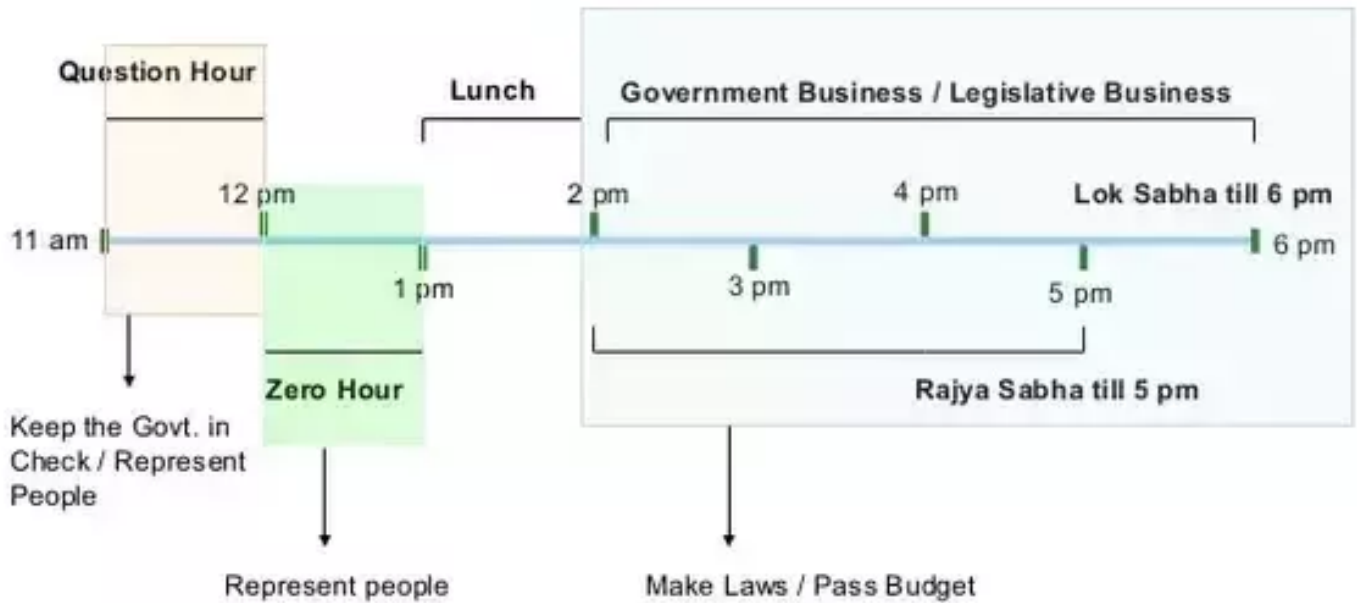 Question Hour
Lunch
Government Business / Legislative Business
12 pm
2 pm
4 pm
Lok Sabha till 6 pm
11 am
6 pm
1 pm
3 pm
5 pm
Zero Hour
Rajya Sabha till 5 pm
Keep the Govt. in
Check / Represent
People
Represent people
Make Laws / Pass Budget